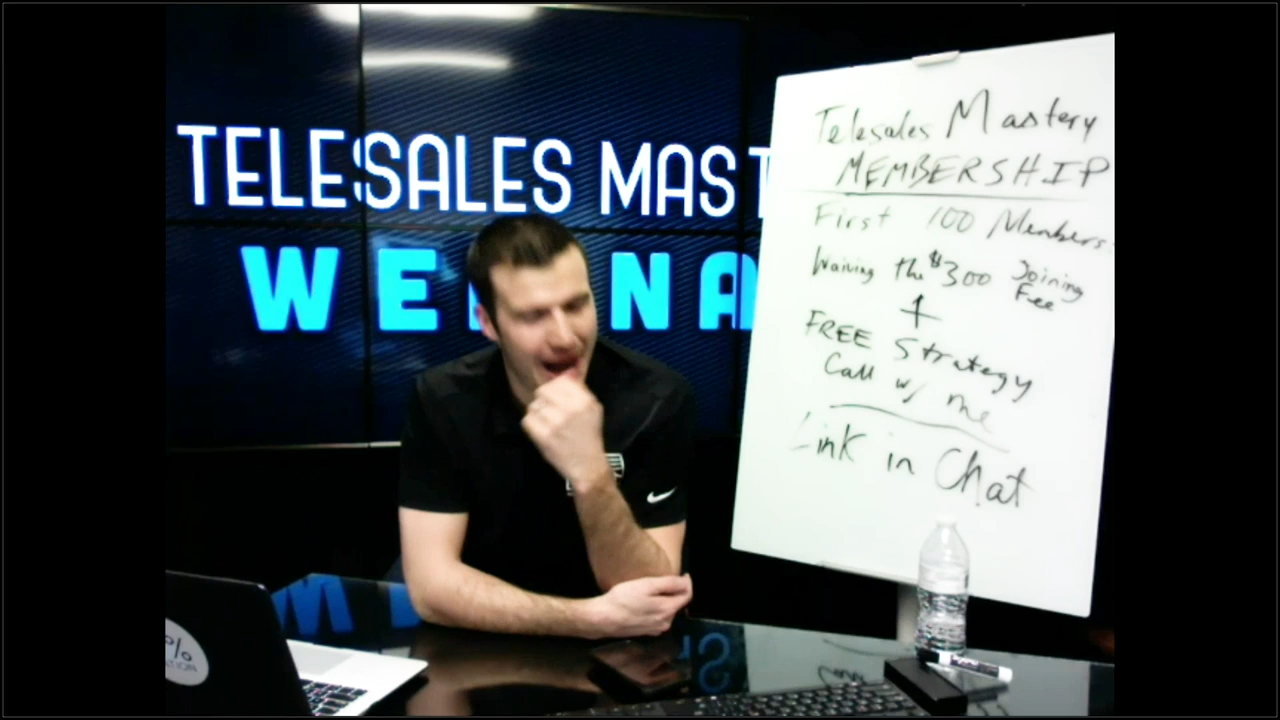 TELESALES MAST
WE NA
Telesales Mastery
MEMBERSHIP
First 100 Members
Waiving the $300 Joining
Fee
+
FREE Strategy
Call w/ me
Link in Chat
%